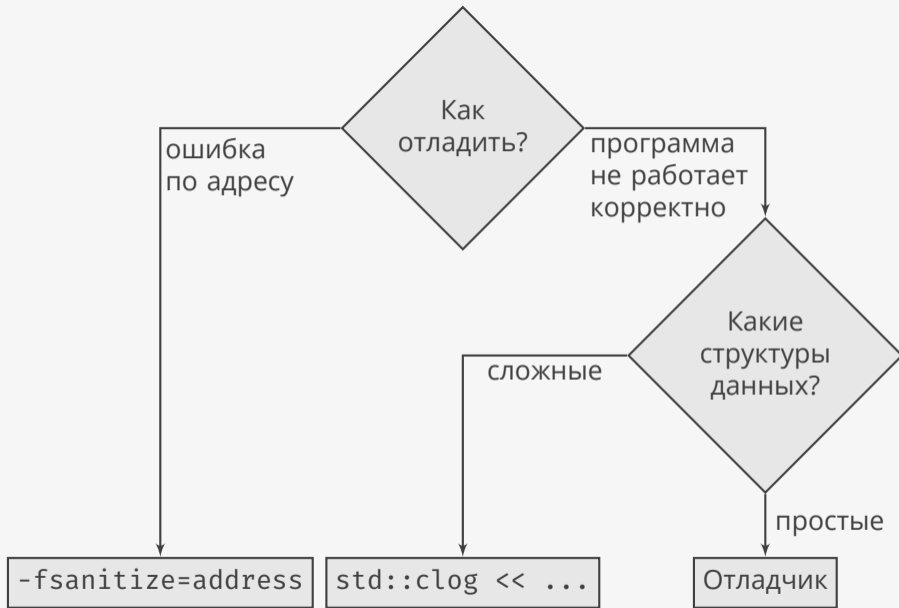 Как
отладить?
ошибка
по адресу
программа
не работает
корректно
Какие
структуры
данных?
сложные
простые
-fsanitize=address
std::clog << ...
Отладчик